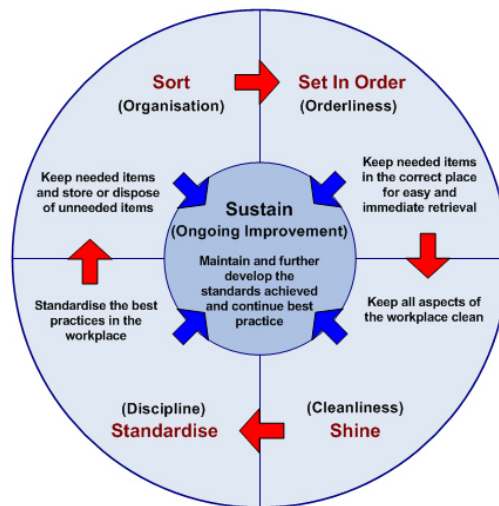 Sort
(Organisation)
Set In Order
(Orderliness)
Keep needed items
and store or dispose
of unneeded items
Keep needed items
in the correct place
for easy and
immediate retrieval
Sustain
(Ongoing Improvement)
Maintain and further
develop the
standards achieved
and continue best
practice
Standardise the best
practices in the
workplace
Keep all aspects of
the workplace clean
(Discipline)
Standardise
(Cleanliness)
Shine